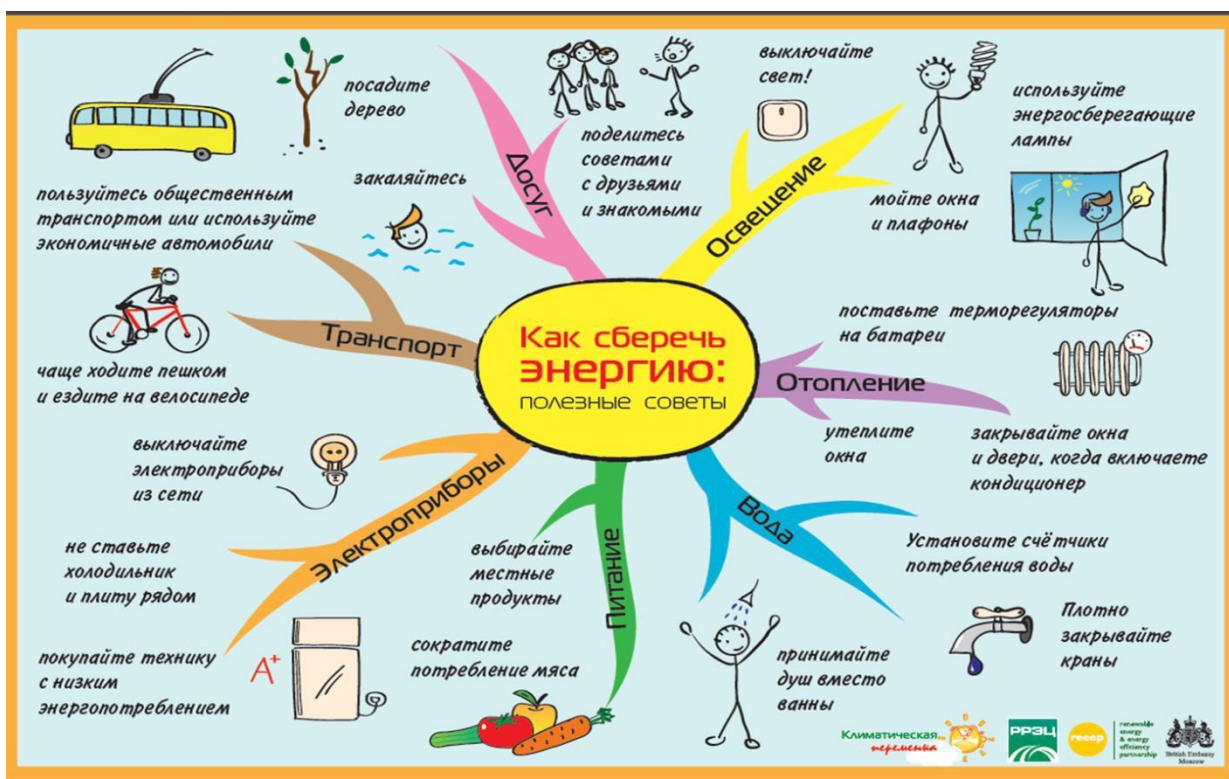 Как сберечь
энергию:
полезные советы
Досуг
посадите
дерево
закаляйтесь
поделитесь
советами
с друзьями
и знакомыми
Освещение
выключайте
свет!
используйте
энергосберегающие
лампы
мойте окна
и плафоны
Отопление
поставьте терморегуляторы
на батареи
утеплите
окна
закрывайте окна
и двери, когда включаете
кондиционер
Вода
Установите счётчики
потребления воды
Плотно
закрывайте
краны
принимайте
душ вместо
ванны
Питание
выбирайте
местные
продукты
сократите
потребление мяса
Электроприборы
выключайте
электроприборы
из сети
не ставьте
холодильник
и плиту рядом
покупайте технику
с низким
энергопотреблением
A+
Транспорт
пользуйтесь общественным
транспортом или используйте
экономичные автомобили
чаще ходите пешком
и ездите на велосипеде
Климатическая
переменка
РРЭЦ
reeep
renewable
energy
& energy
efficiency
partnership
British Embassy
Moscow